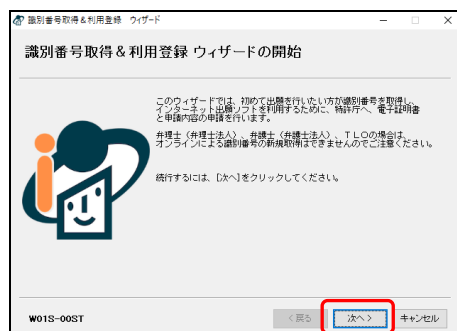 識別番号取得＆利用登録 ウィザード
識別番号取得＆利用登録 ウィザードの開始
このウィザードでは、初めて出願を行いたい方が識別番号を取得し、
インターネット出願ソフトを利用するために、特許庁へ、電子証明書
と申請内容の申請を行います。
弁理士（弁理士法人）、弁護士（弁護士法人）、ＴＬＯの場合は、
オンラインによる識別番号の新規取得はできませんのでご注意ください。
続行するには、[次へ]をクリックしてください。
W01S-00ST
< 戻る
次へ >
キャンセル